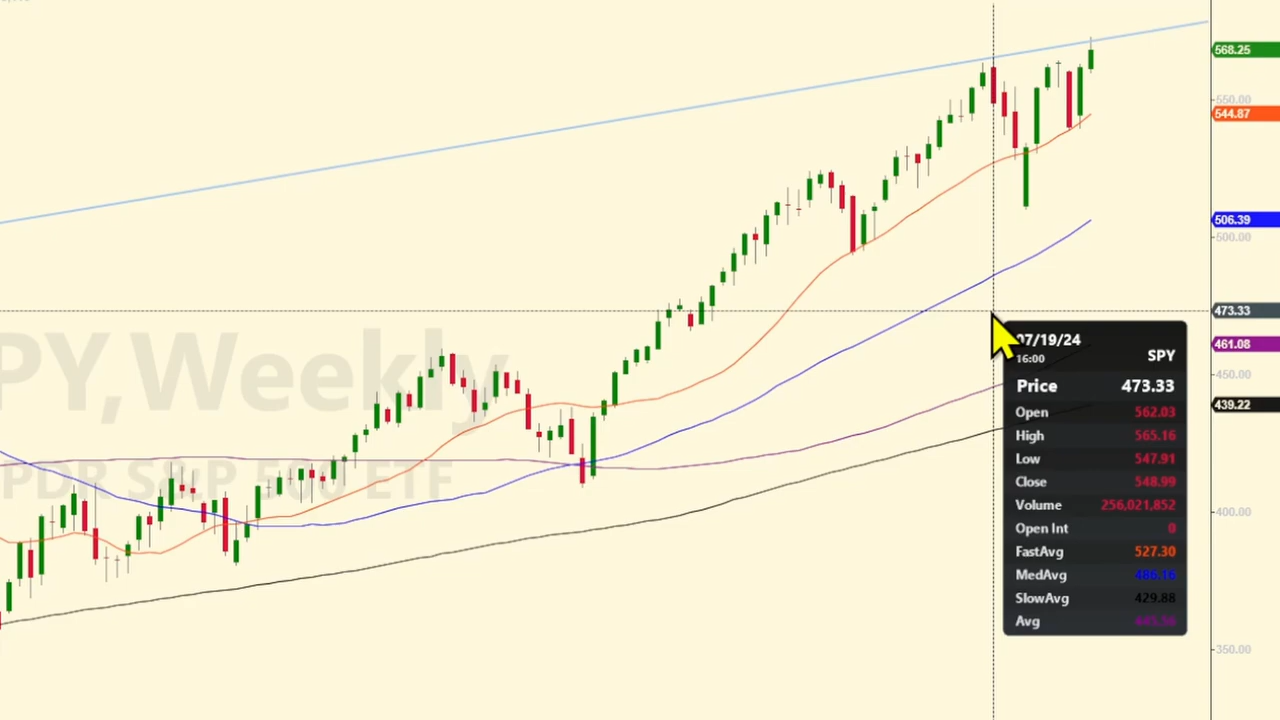 568.25
550.00
544.87
506.39
500.00
473.33
461.08
450.00
439.22
400.00
350.00
PY,Weekly
PDR S&P 500 ETF
07/19/24
16:00
SPY
Price 473.33
Open 562.03
High 565.16
Low 547.91
Close 548.99
Volume 256,021,852
Open Int 0
FastAvg 527.30
MedAvg 486.16
SlowAvg 429.88
Avg